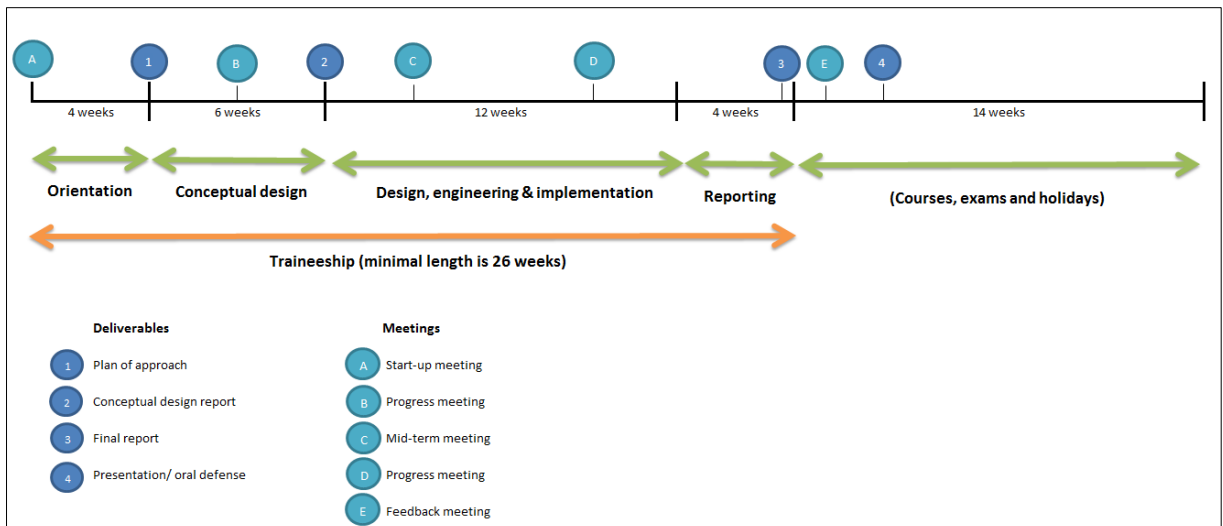 A
1
B
2
C
D
3
E
4
4 weeks
6 weeks
12 weeks
4 weeks
14 weeks
Orientation
Conceptual design
Design, engineering & implementation
Reporting
(Courses, exams and holidays)
Traineeship (minimal length is 26 weeks)
Deliverables
1 Plan of approach
2 Conceptual design report
3 Final report
4 Presentation/ oral defense
Meetings
A Start-up meeting
B Progress meeting
C Mid-term meeting
D Progress meeting
E Feedback meeting